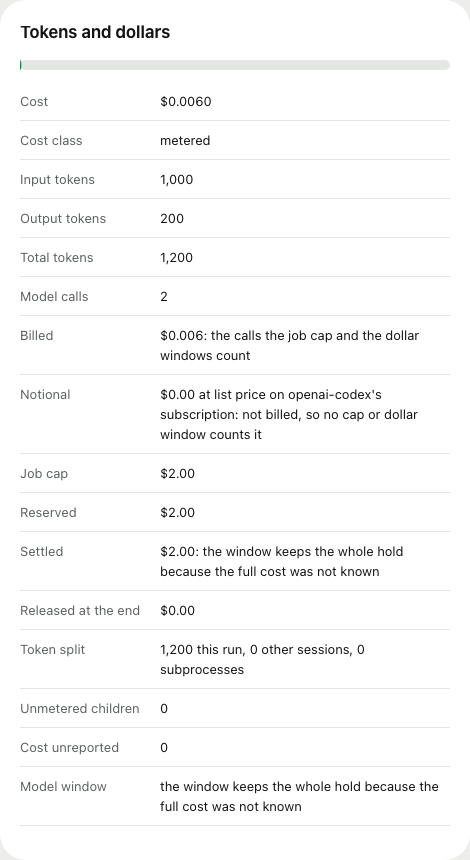 Tokens and dollars
Cost $0.0060
Cost class metered
Input tokens 1,000
Output tokens 200
Total tokens 1,200
Model calls 2
Billed $0.006: the calls the job cap and the dollar
windows count
Notional $0.00 at list price on openai-codex's
subscription: not billed, so no cap or dollar
window counts it
Job cap $2.00
Reserved $2.00
Settled $2.00: the window keeps the whole hold
because the full cost was not known
Released at the end $0.00
Token split 1,200 this run, 0 other sessions, 0
subprocesses
Unmetered children 0
Cost unreported 0
Model window the window keeps the whole hold because the
full cost was not known